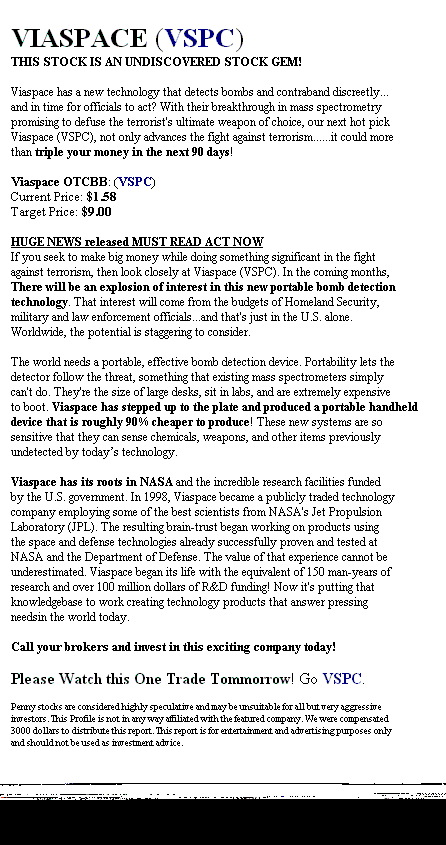 VIASPACE (VSPC)
THIS STOCK IS AN UNDISCOVERED STOCK GEM!
Viaspace has a new technology that detects bombs and contraband discreetly...
and in time for officials to act? With their breakthrough in mass spectrometry
promising to defuse the terrorist's ultimate weapon of choice, our next hot pick
Viaspace (VSPC), not only advances the fight against terrorism......it could more
than triple your money in the next 90 days!
Viaspace OTCBB: (VSPC)
Current Price: $1.58
Target Price: $9.00
HUGE NEWS released MUST READ ACT NOW
If you seek to make big money while doing something significant in the fight
against terrorism, then look closely at Viaspace (VSPC). In the coming months,
There will be an explosion of interest in this new portable bomb detection
technology. That interest will come from the budgets of Homeland Security,
military and law enforcement officials...and that's just in the U.S. alone.
Worldwide, the potential is staggering to consider.
The world needs a portable, effective bomb detection device. Portability lets the
detector follow the threat, something that existing mass spectrometers simply
can't do. They're the size of large desks, sit in labs, and are extremely expensive
to boot. Viaspace has stepped up to the plate and produced a portable handheld
device that is roughly 90% cheaper to produce! These new systems are so
sensitive that they can sense chemicals, weapons, and other items previously
undetected by today's technology.
Viaspace has its roots in NASA and the incredible research facilities funded
by the U.S. government. In 1998, Viaspace became a publicly traded technology
company employing some of the best scientists from NASA's Jet Propulsion
Laboratory (JPL). The resulting brain-trust began working on products using
the space and defense technologies already successfully proven and tested at
NASA and the Department of Defense. The value of that experience cannot be
underestimated. Viaspace began its life with the equivalent of 150 man-years of
research and over 100 million dollars of R&D funding! Now it's putting that
knowledgebase to work creating technology products that answer pressing
needsin the world today.
Call your brokers and invest in this exciting company today!
Please Watch this One Trade Tommorrow! Go VSPC.
Penny stocks are considered highly speculative and may be unsuitable for all but very aggressive
investors. This Profile is not in any way affiliated with the featured company. We were compensated
3000 dollars to distribute this report. This report is for entertainment and advertising purposes only
and should not be used as investment advice.